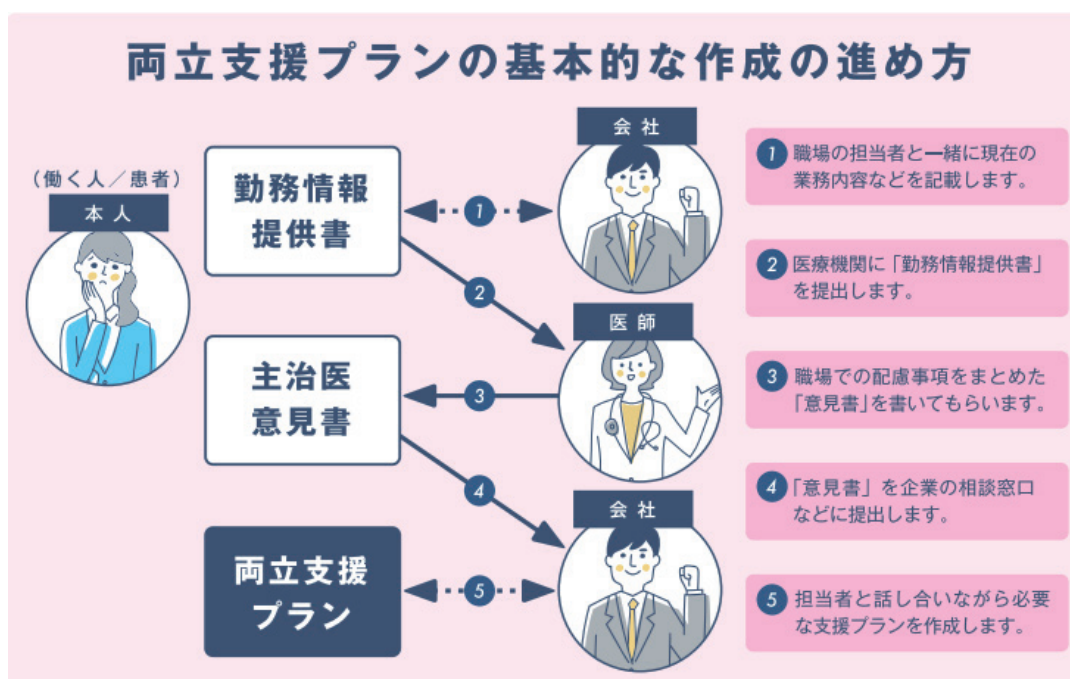 両立支援プランの基本的な作成の進め方
(働く人/患者)
本人
勤務情報
提供書
1
会社
2
医師
主治医
意見書
3
4
会社
両立支援
プラン
5
1 職場の担当者と一緒に現在の
業務内容などを記載します。
2 医療機関に「勤務情報提供書」
を提出します。
3 職場での配慮事項をまとめた
「意見書」を書いてもらいます。
4 「意見書」を企業の相談窓口
などに提出します。
5 担当者と話し合いながら必要
な支援プランを作成します。